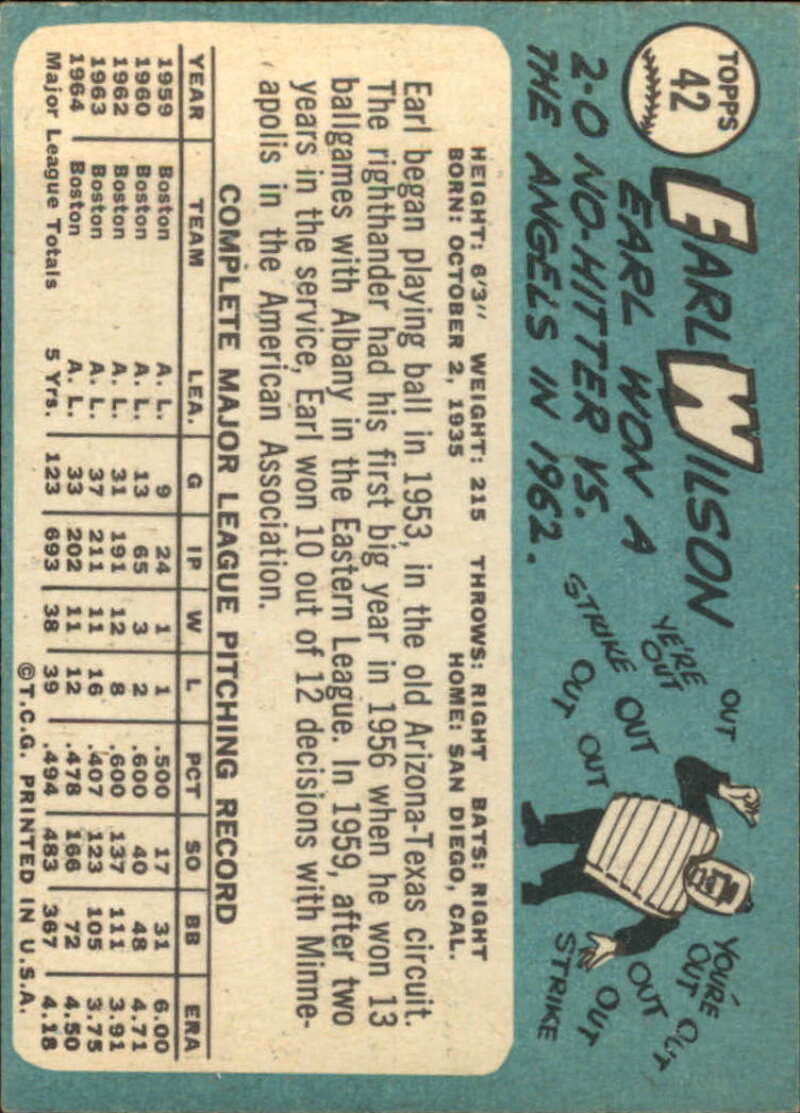 TOPPS
42
EARL WILSON
EARL WON A
2-0 NO-HITTER VS.
THE ANGELS IN 1962.
OUT
YE'RE
OUT
STRIKE
OUT
OUT
OUT
YOU'RE OUT
OUT
OUT
OUT
STRIKE
HEIGHT: 6'3" WEIGHT: 215 THROWS: RIGHT BATS: RIGHT
BORN: OCTOBER 2, 1935 HOME: SAN DIEGO, CAL.
Earl began playing ball in 1953, in the old Arizona-Texas circuit.
The righthander had his first big year in 1956 when he won 13
ballgames with Albany in the Eastern League. In 1959, after two
years in the service, Earl won 10 out of 12 decisions with Minne-
apolis in the American Association.
COMPLETE MAJOR LEAGUE PITCHING RECORD
YEAR TEAM LEA. G IP W L PCT SO BB ERA
1959 Boston A. L. 9 24 1 1 .500 17 31 6.00
1960 Boston A. L. 13 65 3 2 .600 40 48 4.71
1962 Boston A. L. 31 191 12 8 .600 137 111 3.91
1963 Boston A. L. 37 211 11 16 .407 123 105 3.75
1964 Boston A. L. 33 202 11 12 .478 166 72 4.50
Major League Totals 5 Yrs. 123 693 38 39 .494 483 367 4.18
©T.C.G. PRINTED IN U.S.A.